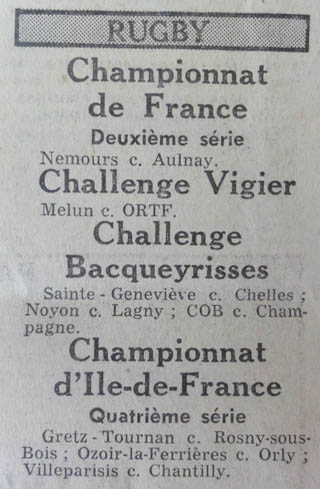 RUGBY
Championnat
de France
Deuxième série
Nemours c. Aulnay.
Challenge Vigier
Melun c. ORTF.
Challenge
Bacqueyrisses
Sainte - Geneviève c. Chelles ;
Noyon c. Lagny ; COB c. Cham-
pagne.
Championnat
d'Ile-de-France
Quatrième série
Gretz - Tournan c. Rosny-sous-
Bois ; Ozoir-la-Ferrières c. Orly ;
Villeparisis c. Chantilly.